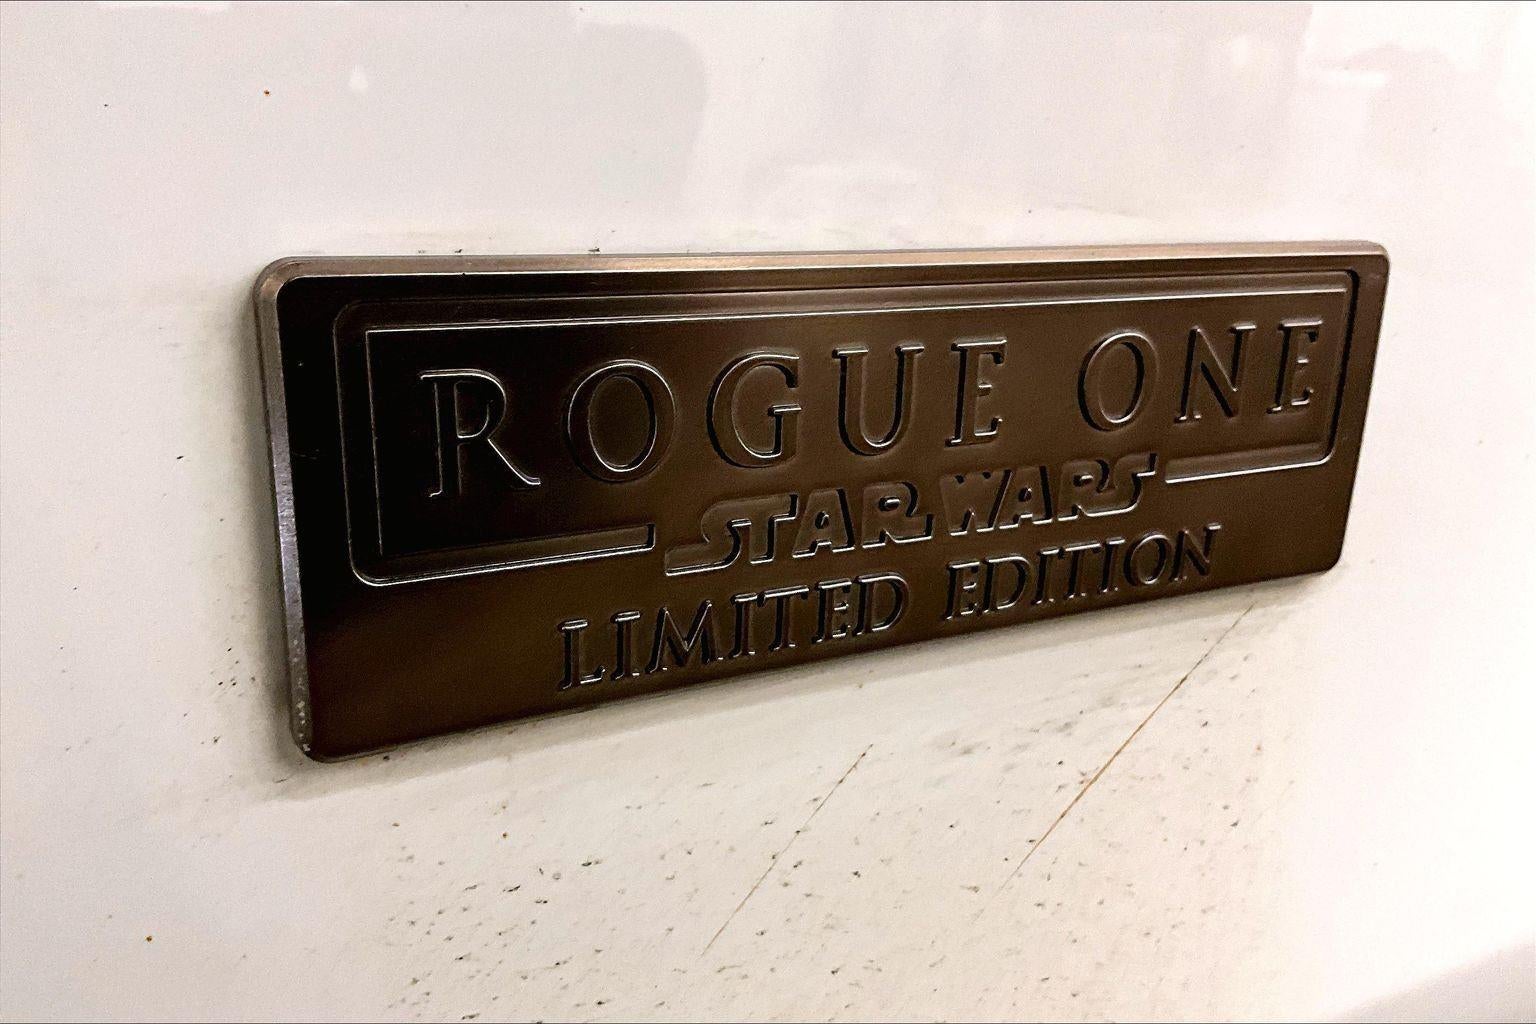 ROGUE ONE
STAR WARS
LIMITED EDITION